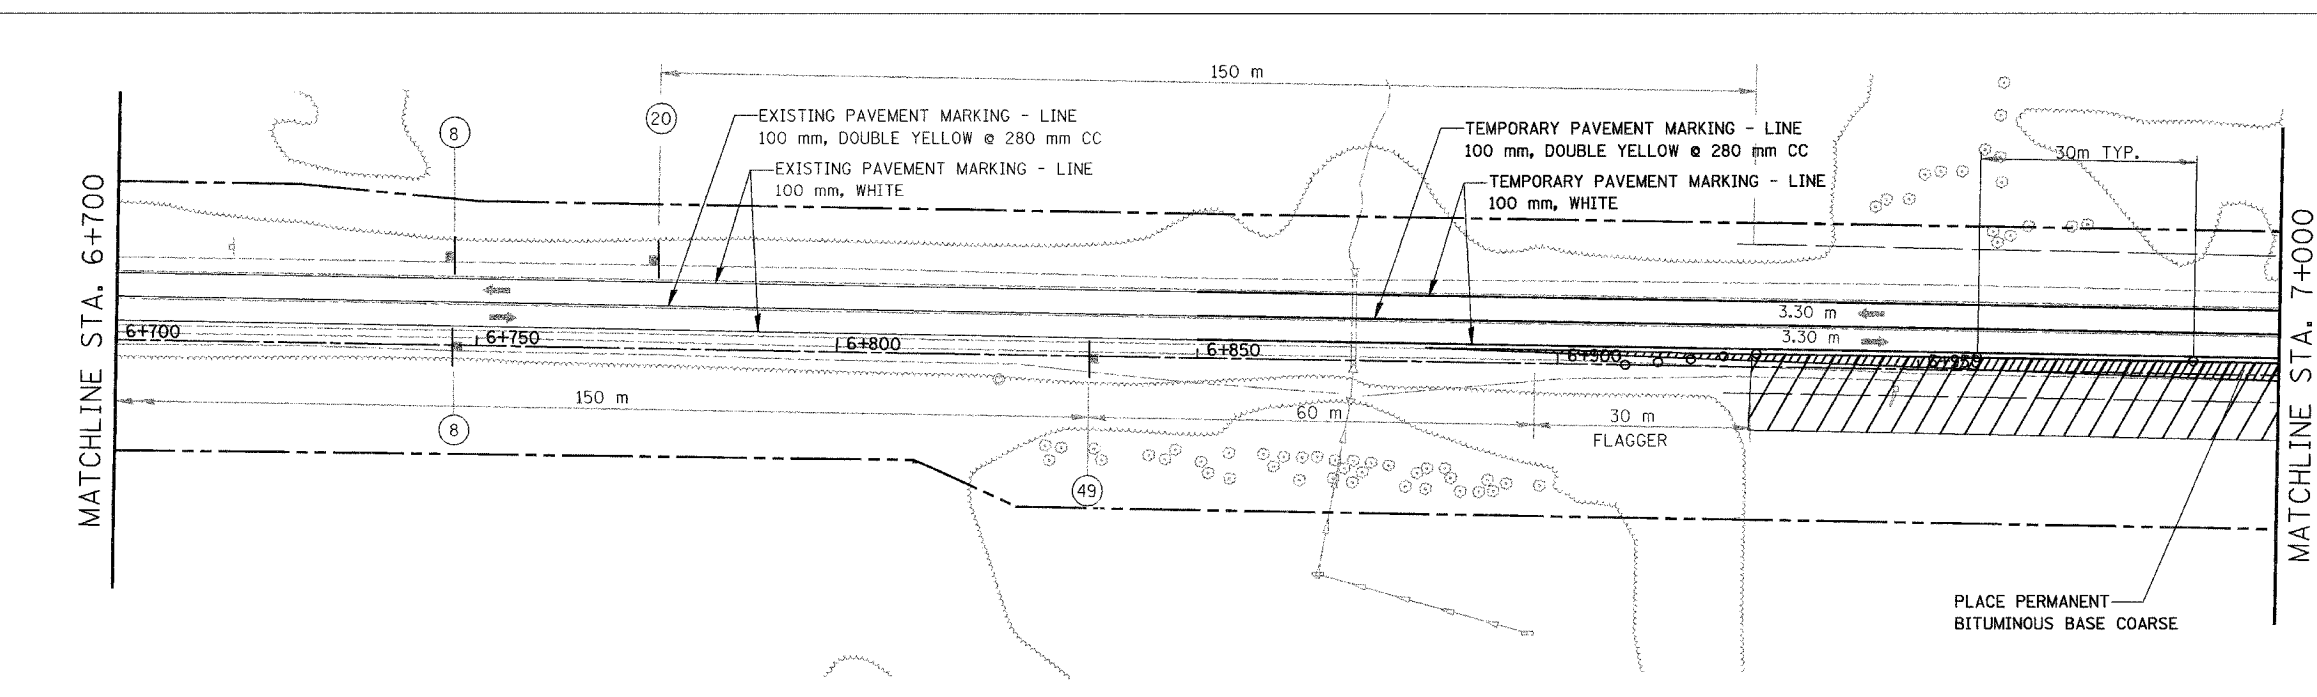 150 m
EXISTING PAVEMENT MARKING - LINE
100 mm, DOUBLE YELLOW @ 280 mm CC
EXISTING PAVEMENT MARKING - LINE
100 mm, WHITE
TEMPORARY PAVEMENT MARKING - LINE
100 mm, DOUBLE YELLOW @ 280 mm CC
TEMPORARY PAVEMENT MARKING - LINE
100 mm, WHITE
30m TYP.
8
20
MATCHLINE STA. 6+700
MATCHLINE STA. 7+000
3.30 m
3.30 m
6+700
6+750
6+800
6+850
6+900
6+950
150 m
60 m
30 m
FLAGGER
8
49
PLACE PERMANENT
BITUMINOUS BASE COARSE